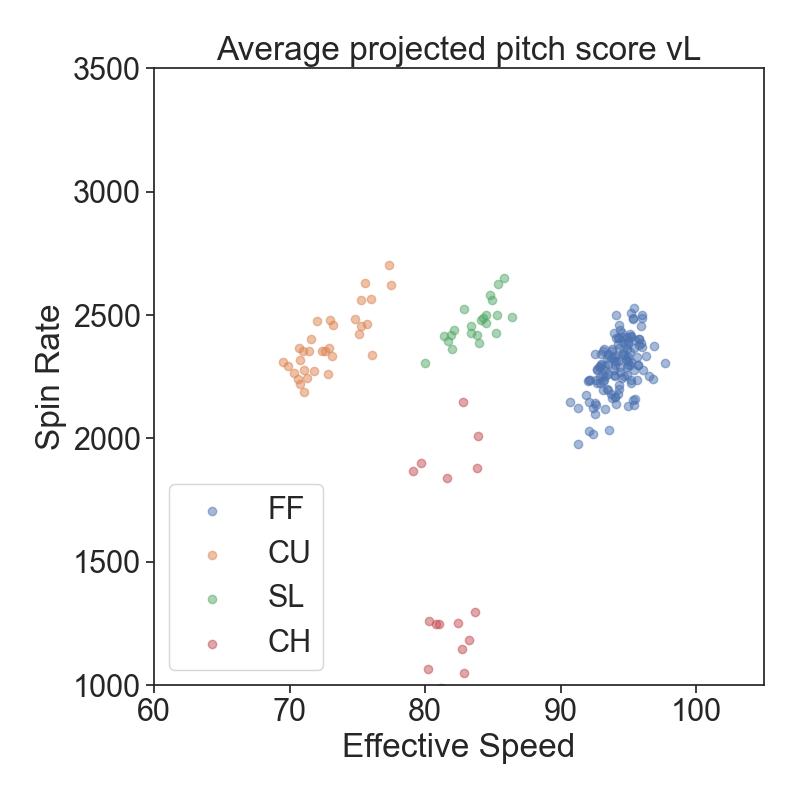 Average projected pitch score vL
3500
3000
2500
2000
1500
1000
Spin Rate
FF
CU
SL
CH
60 70 80 90 100
Effective Speed